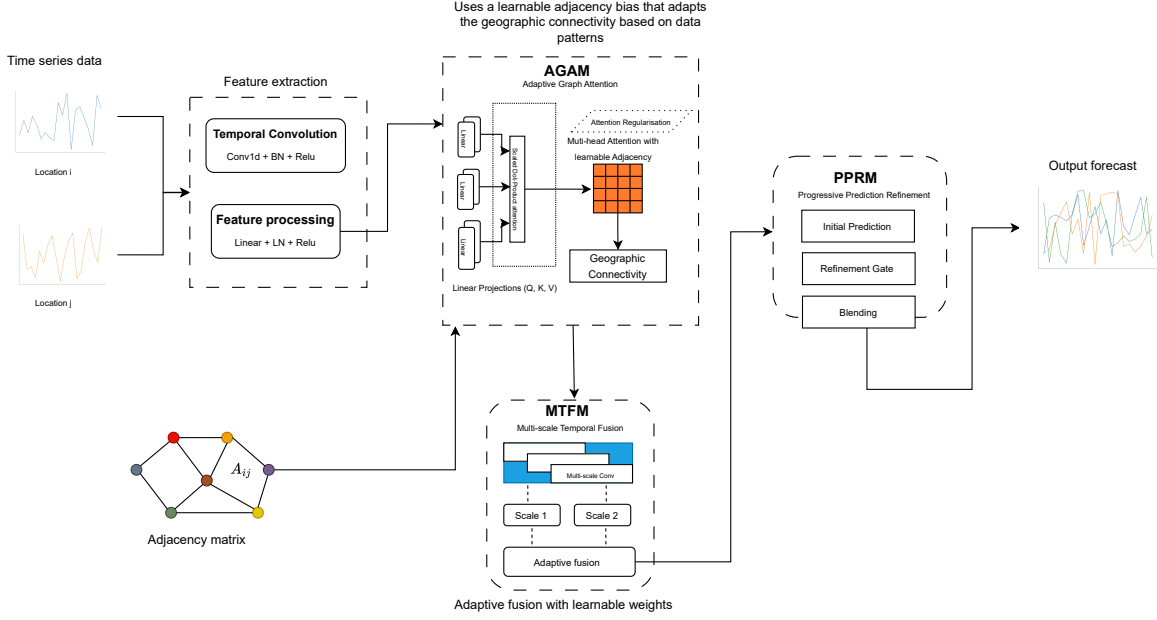 Uses a learnable adjacency bias that adapts
the geographic connectivity based on data
patterns
Time series data
Location i
Location j
Feature extraction
Temporal Convolution
Conv1d + BN + Relu
Feature processing
Linear + LN + Relu
AGAM
Adaptive Graph Attention
Linear
Linear
Linear
Scaled Dos-Product attention
Attention Regularisation
Muti-head Attention with
learnable Adjacency
Geographic
Connectivity
Linear Projections (Q, K, V)
A_{ij}
Adjacency matrix
MTFM
Multi-scale Temporal Fusion
Multi-scale Conv
Scale 1
Scale 2
Adaptive fusion
Adaptive fusion with learnable weights
PPRM
Progressive Prediction Refinement
Initial Prediction
Refinement Gate
Blending
Output forecast